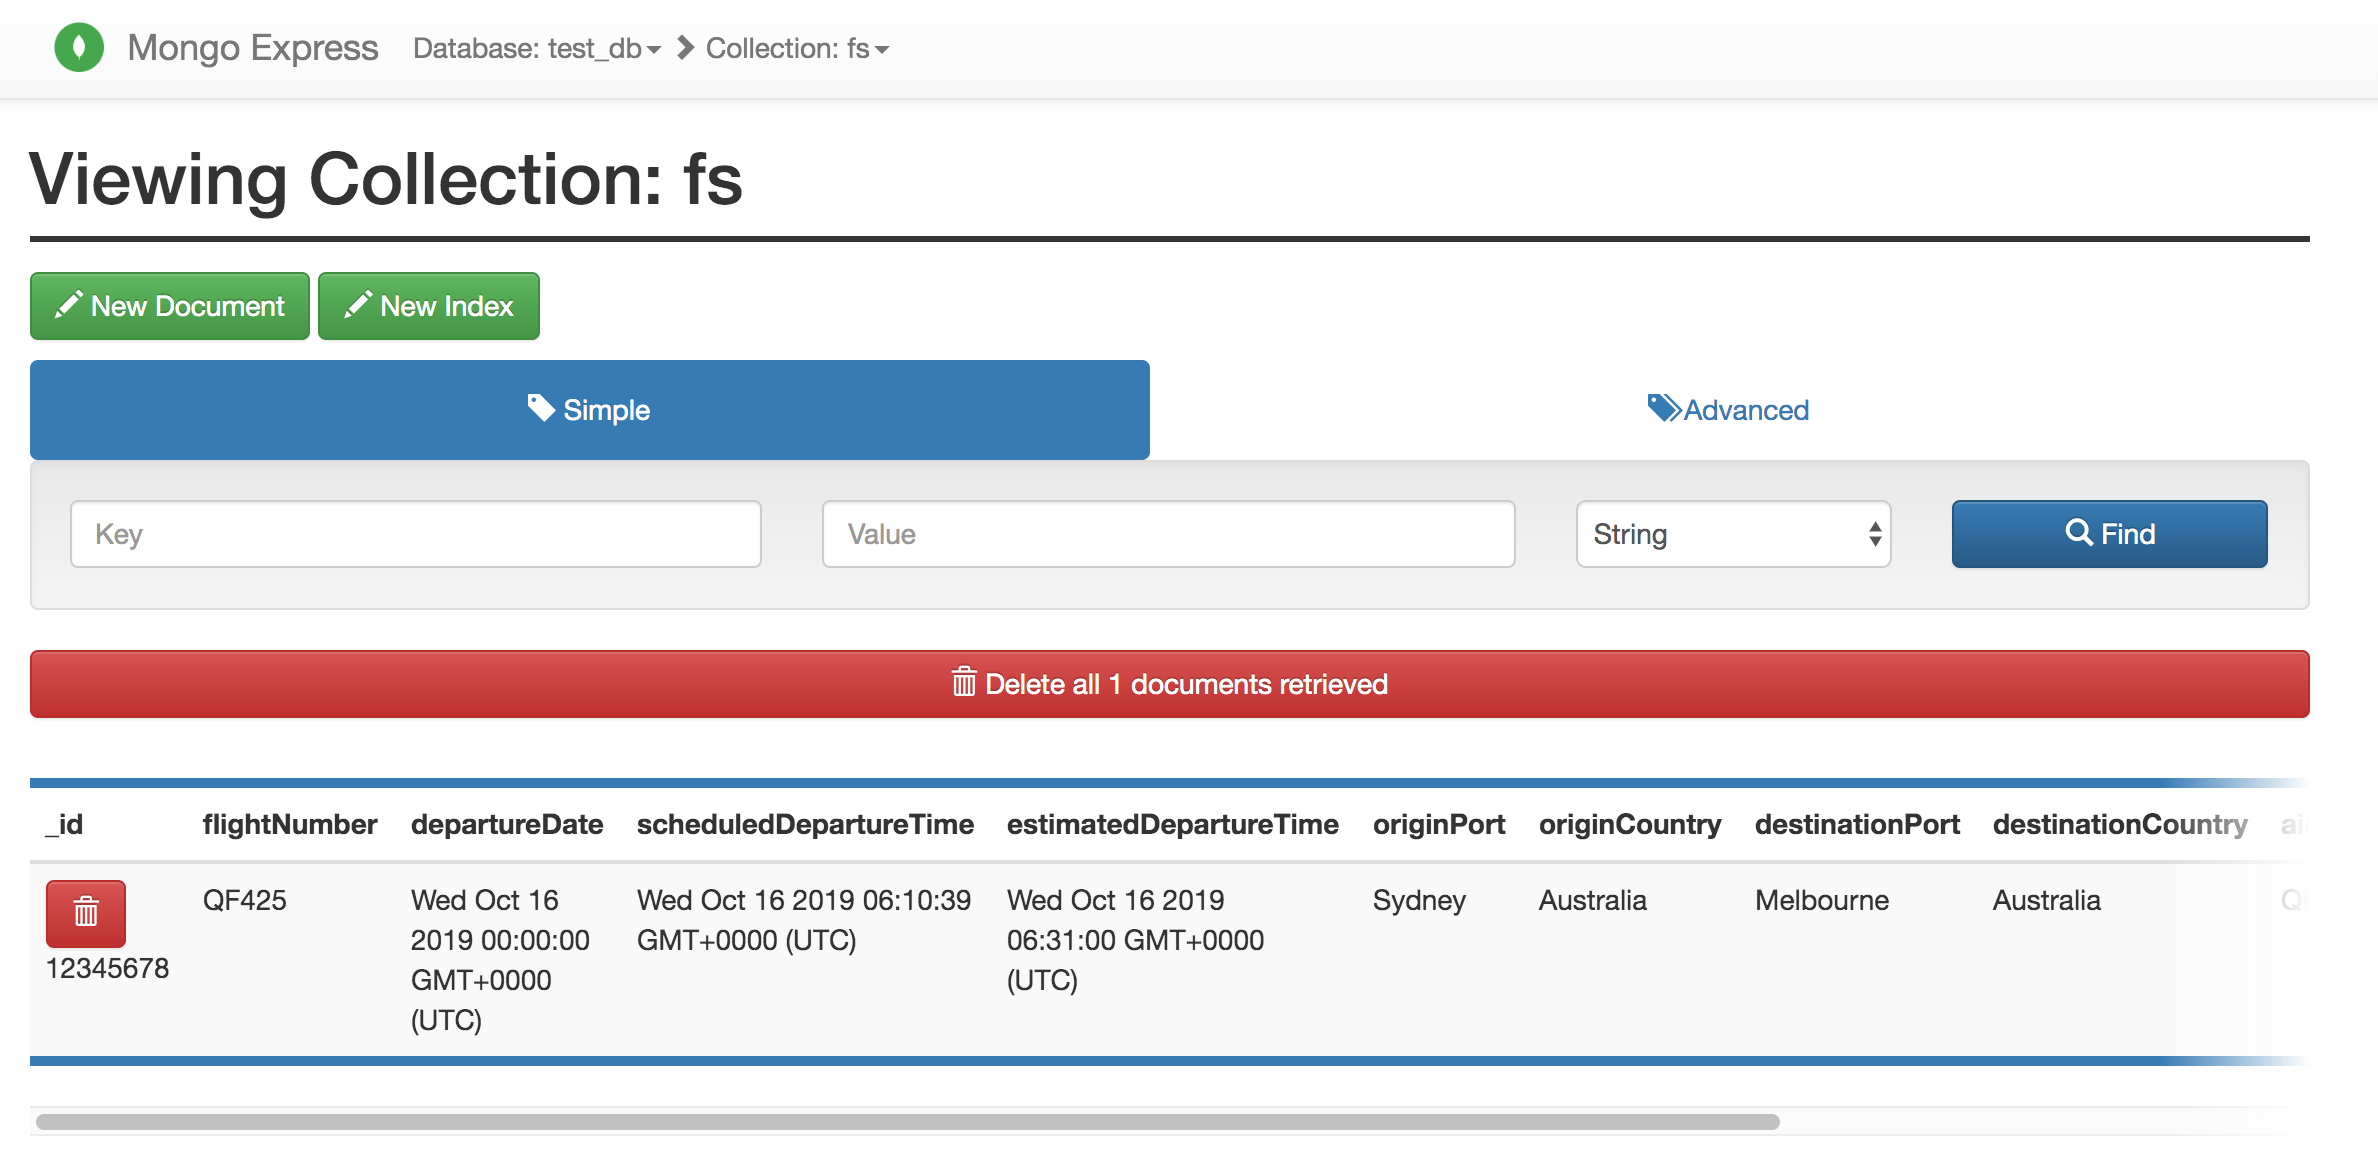 Mongo Express Database: test_db Collection: fs
Viewing Collection: fs
New Document New Index
Simple Advanced
Key Value String Find
Delete all 1 documents retrieved
_id flightNumber departureDate scheduledDepartureTime estimatedDepartureTime originPort originCountry destinationPort destinationCountry
QF425 Wed Oct 16 Wed Oct 16 2019 06:10:39 Wed Oct 16 2019 Sydney Australia Melbourne Australia
2019 00:00:00 GMT+0000 (UTC) 06:31:00 GMT+0000
12345678 GMT+0000 (UTC)
(UTC)